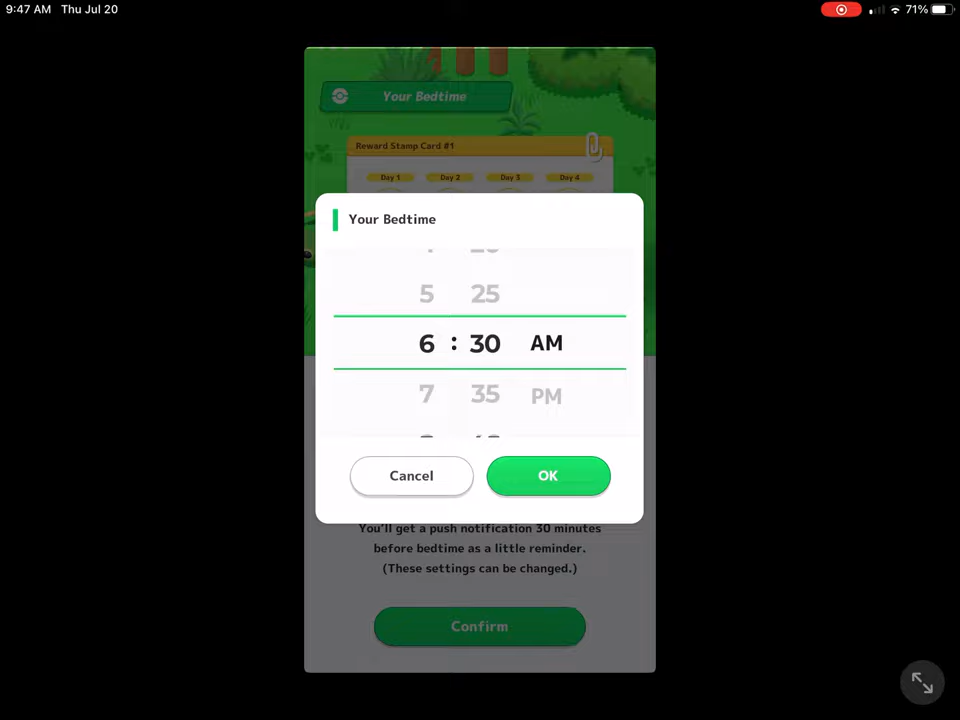 9:47 AM Thu Jul 20
71%
Your Bedtime
Reward Stamp Card #1
Day 1 Day 2 Day 3 Day 4
Your Bedtime
5 25
6 : 30 AM
7 35 PM
Cancel OK
You'll get a push notification 30 minutes
before bedtime as a little reminder.
(These settings can be changed.)
Confirm